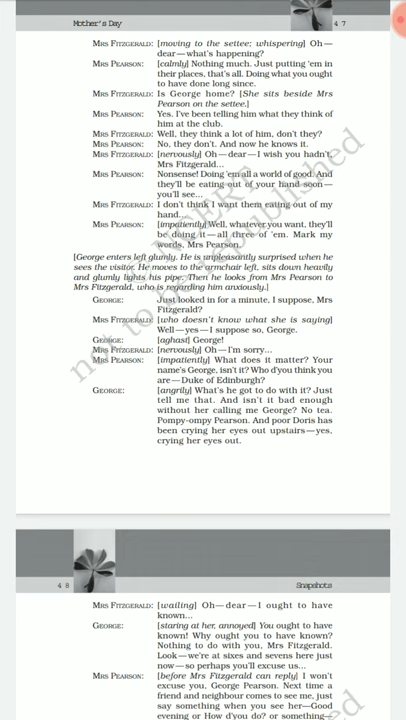 Mother's Day 47
MRS FITZGERALD: [moving to the settee; whispering] Oh—
dear—what's happening?
MRS PEARSON: [calmly] Nothing much. Just putting 'em in
their places, that's all. Doing what you ought
to have done long since.
MRS FITZGERALD: Is George home? [She sits beside Mrs
Pearson on the settee.]
MRS PEARSON: Yes. I've been telling him what they think of
him at the club.
MRS FITZGERALD: Well, they think a lot of him, don't they?
MRS PEARSON: No, they don't. And now he knows it.
MRS FITZGERALD: [nervously] Oh—dear—I wish you hadn't,
Mrs Fitzgerald...
MRS PEARSON: Nonsense! Doing 'em all a world of good. And
they'll be eating out of your hand soon—
you'll see...
MRS FITZGERALD: I don't think I want them eating out of my
hand...
MRS PEARSON: [impatiently] Well, whatever you want, they'll
be doing it—all three of 'em. Mark my
words, Mrs Pearson.
[George enters left glumly. He is unpleasantly surprised when he
sees the visitor. He moves to the armchair left, sits down heavily
and glumly lights his pipe. Then he looks from Mrs Pearson to
Mrs Fitzgerald, who is regarding him anxiously.]
GEORGE: Just looked in for a minute, I suppose, Mrs
Fitzgerald?
MRS FITZGERALD: [who doesn't know what she is saying]
Well—yes—I suppose so, George.
GEORGE: [aghast] George!
MRS FITZGERALD: [nervously] Oh—I'm sorry...
MRS PEARSON: [impatiently] What does it matter? Your
name's George, isn't it? Who d'you think you
are—Duke of Edinburgh?
GEORGE: [angrily] What's he got to do with it? Just
tell me that. And isn't it bad enough
without her calling me George? No tea.
Pompy-ompy Pearson. And poor Doris has
been crying her eyes out upstairs—yes,
crying her eyes out.
not to be republished
48 Snapshots
MRS FITZGERALD: [wailing] Oh—dear—I ought to have
known...
GEORGE: [staring at her, annoyed] You ought to have
known! Why ought you to have known?
Nothing to do with you, Mrs Fitzgerald.
Look—we're at sixes and sevens here just
now—so perhaps you'll excuse us...
MRS PEARSON: [before Mrs Fitzgerald can reply] I won't
excuse you, George Pearson. Next time a
friend and neighbour comes to see me, just
say something when you see her—Good
evening or How d'you do? or something—